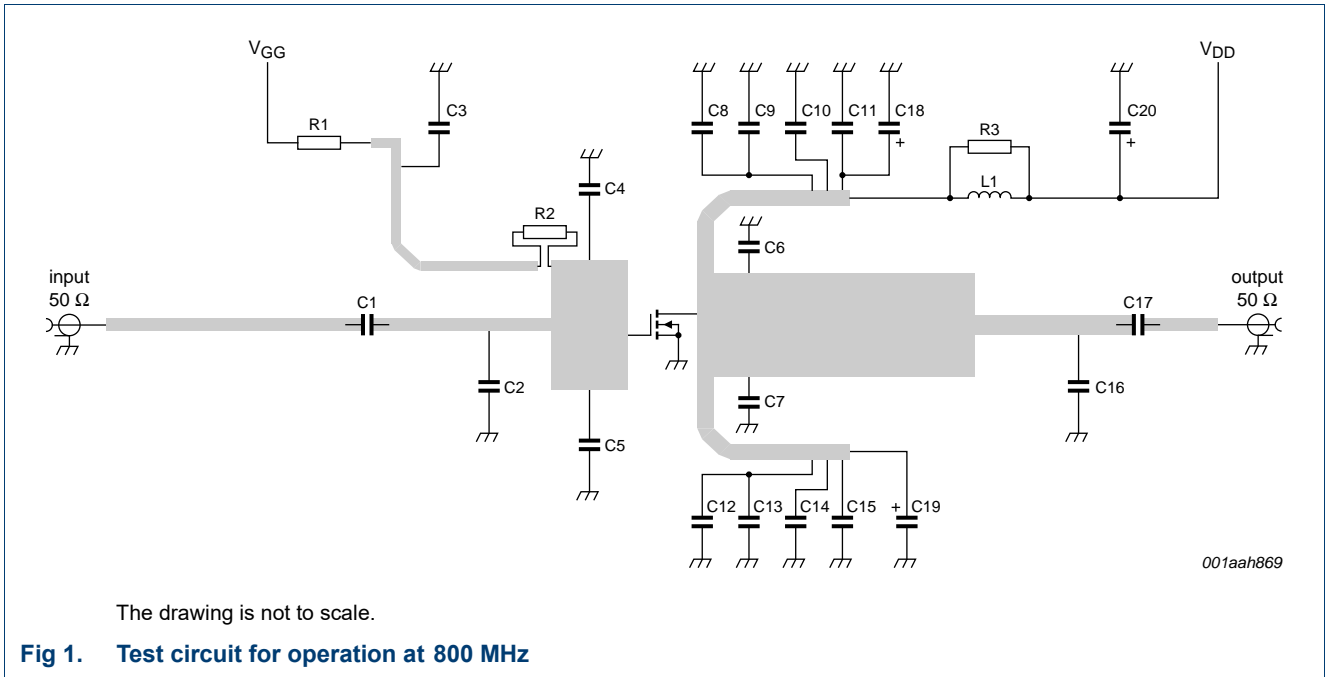 VGG
VDD
C3
C8
C9
C10
C11
C18
+
C20
+
R1
R3
L1
C4
R2
C6
input
50 Ω
C1
output
50 Ω
C17
C2
C16
C7
C5
C12
C13
C14
C15
+
C19
001aah869
The drawing is not to scale.
Fig 1. Test circuit for operation at 800 MHz